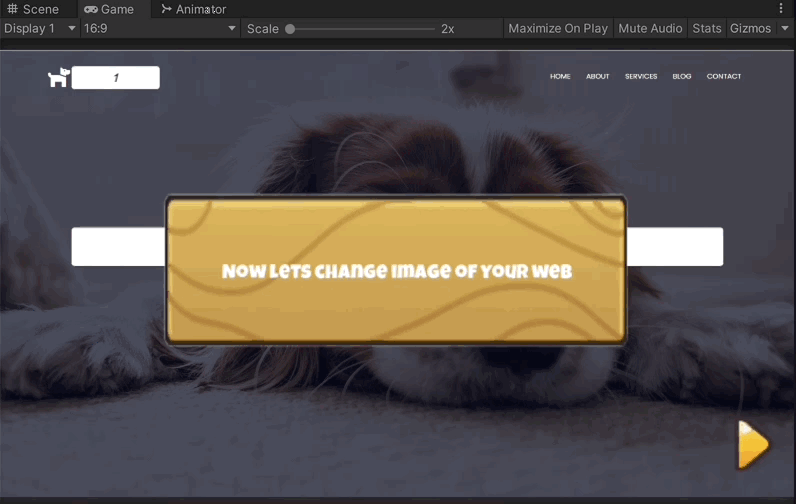 Scene Game Animator
Display 1 16:9 Scale 2x Maximize On Play Mute Audio Stats Gizmos
1 HOME ABOUT SERVICES BLOG CONTACT
Now Lets change image of your web